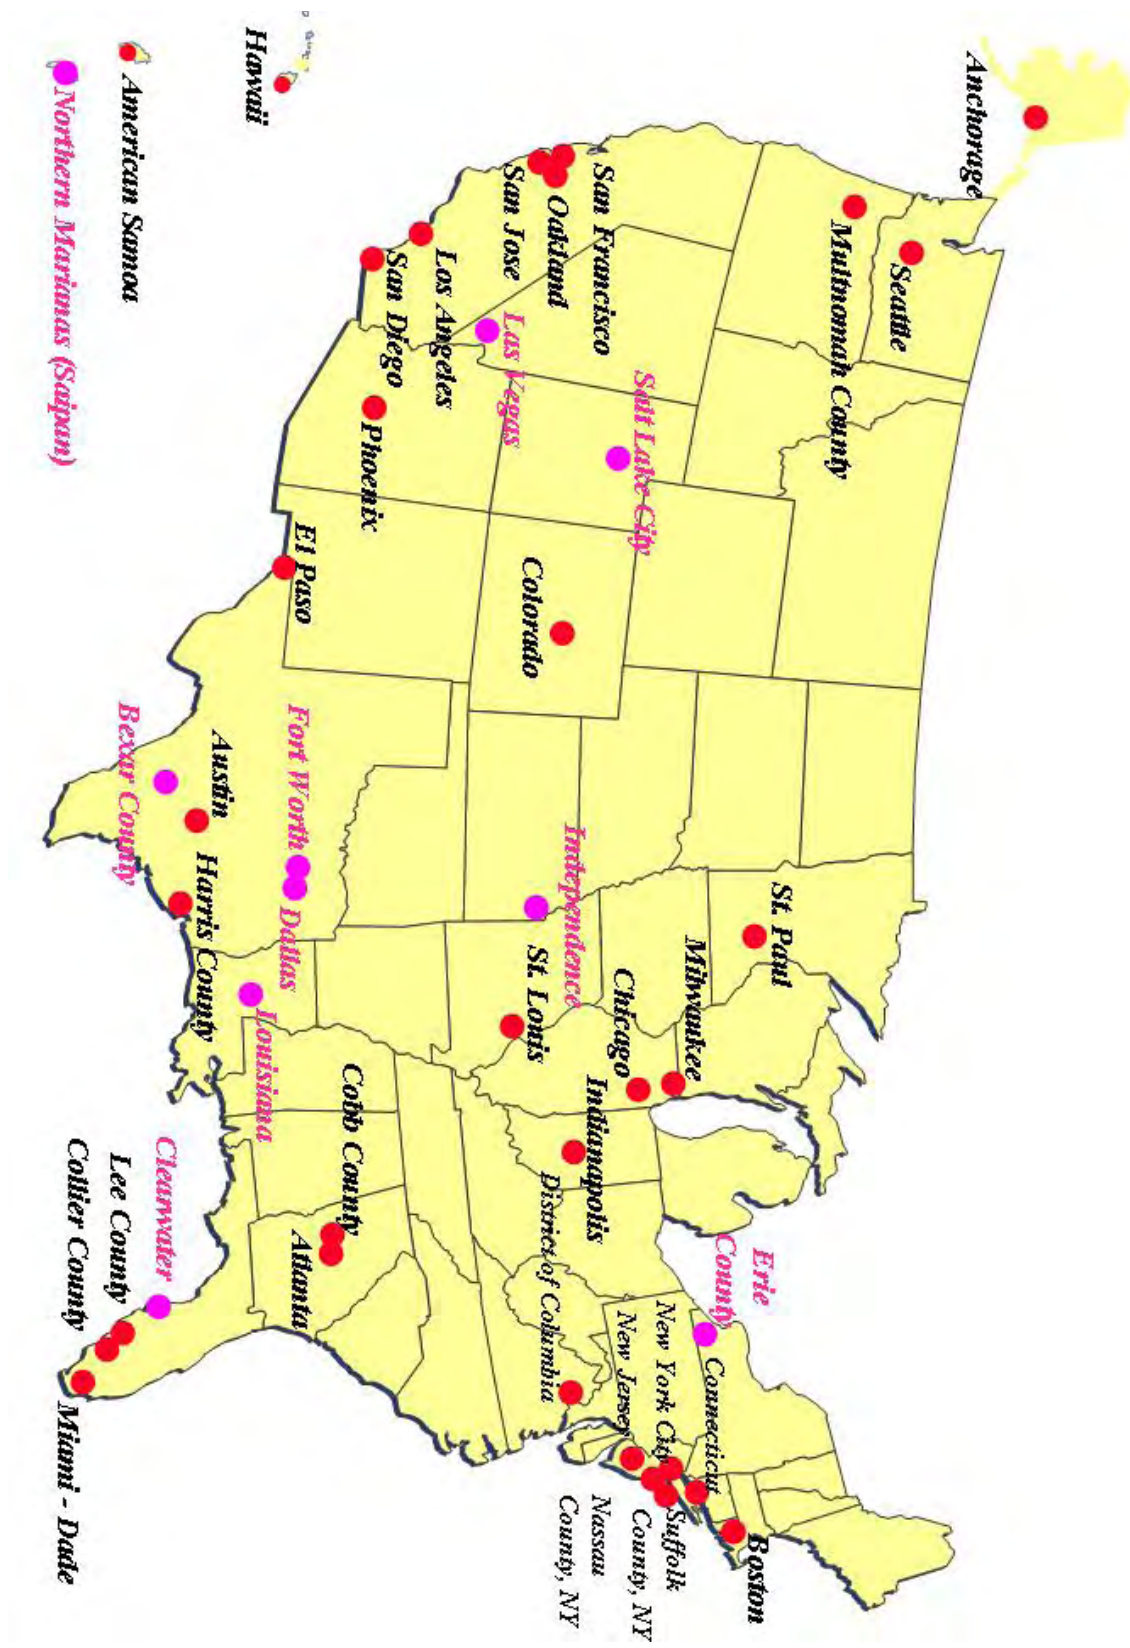 Anchorage
Seattle
Multnomah County
San Francisco
Oakland
San Jose
Los Angeles
San Diego
Las Vegas
Salt Lake City
Phoenix
El Paso
Colorado
Hawaii
American Samoa
Northern Marianas (Saipan)
Bexar County
Austin
Fort Worth
Dallas
Harris County
Louisiana
Independence
St. Louis
St. Paul
Milwaukee
Chicago
Indianapolis
Cobb County
Atlanta
Clearwater
Lee County
Collier County
Miami - Dade
District of Columbia
Erie
County
Connecticut
New York City
New Jersey
Boston
Suffolk
County, NY
Nassau
County, NY